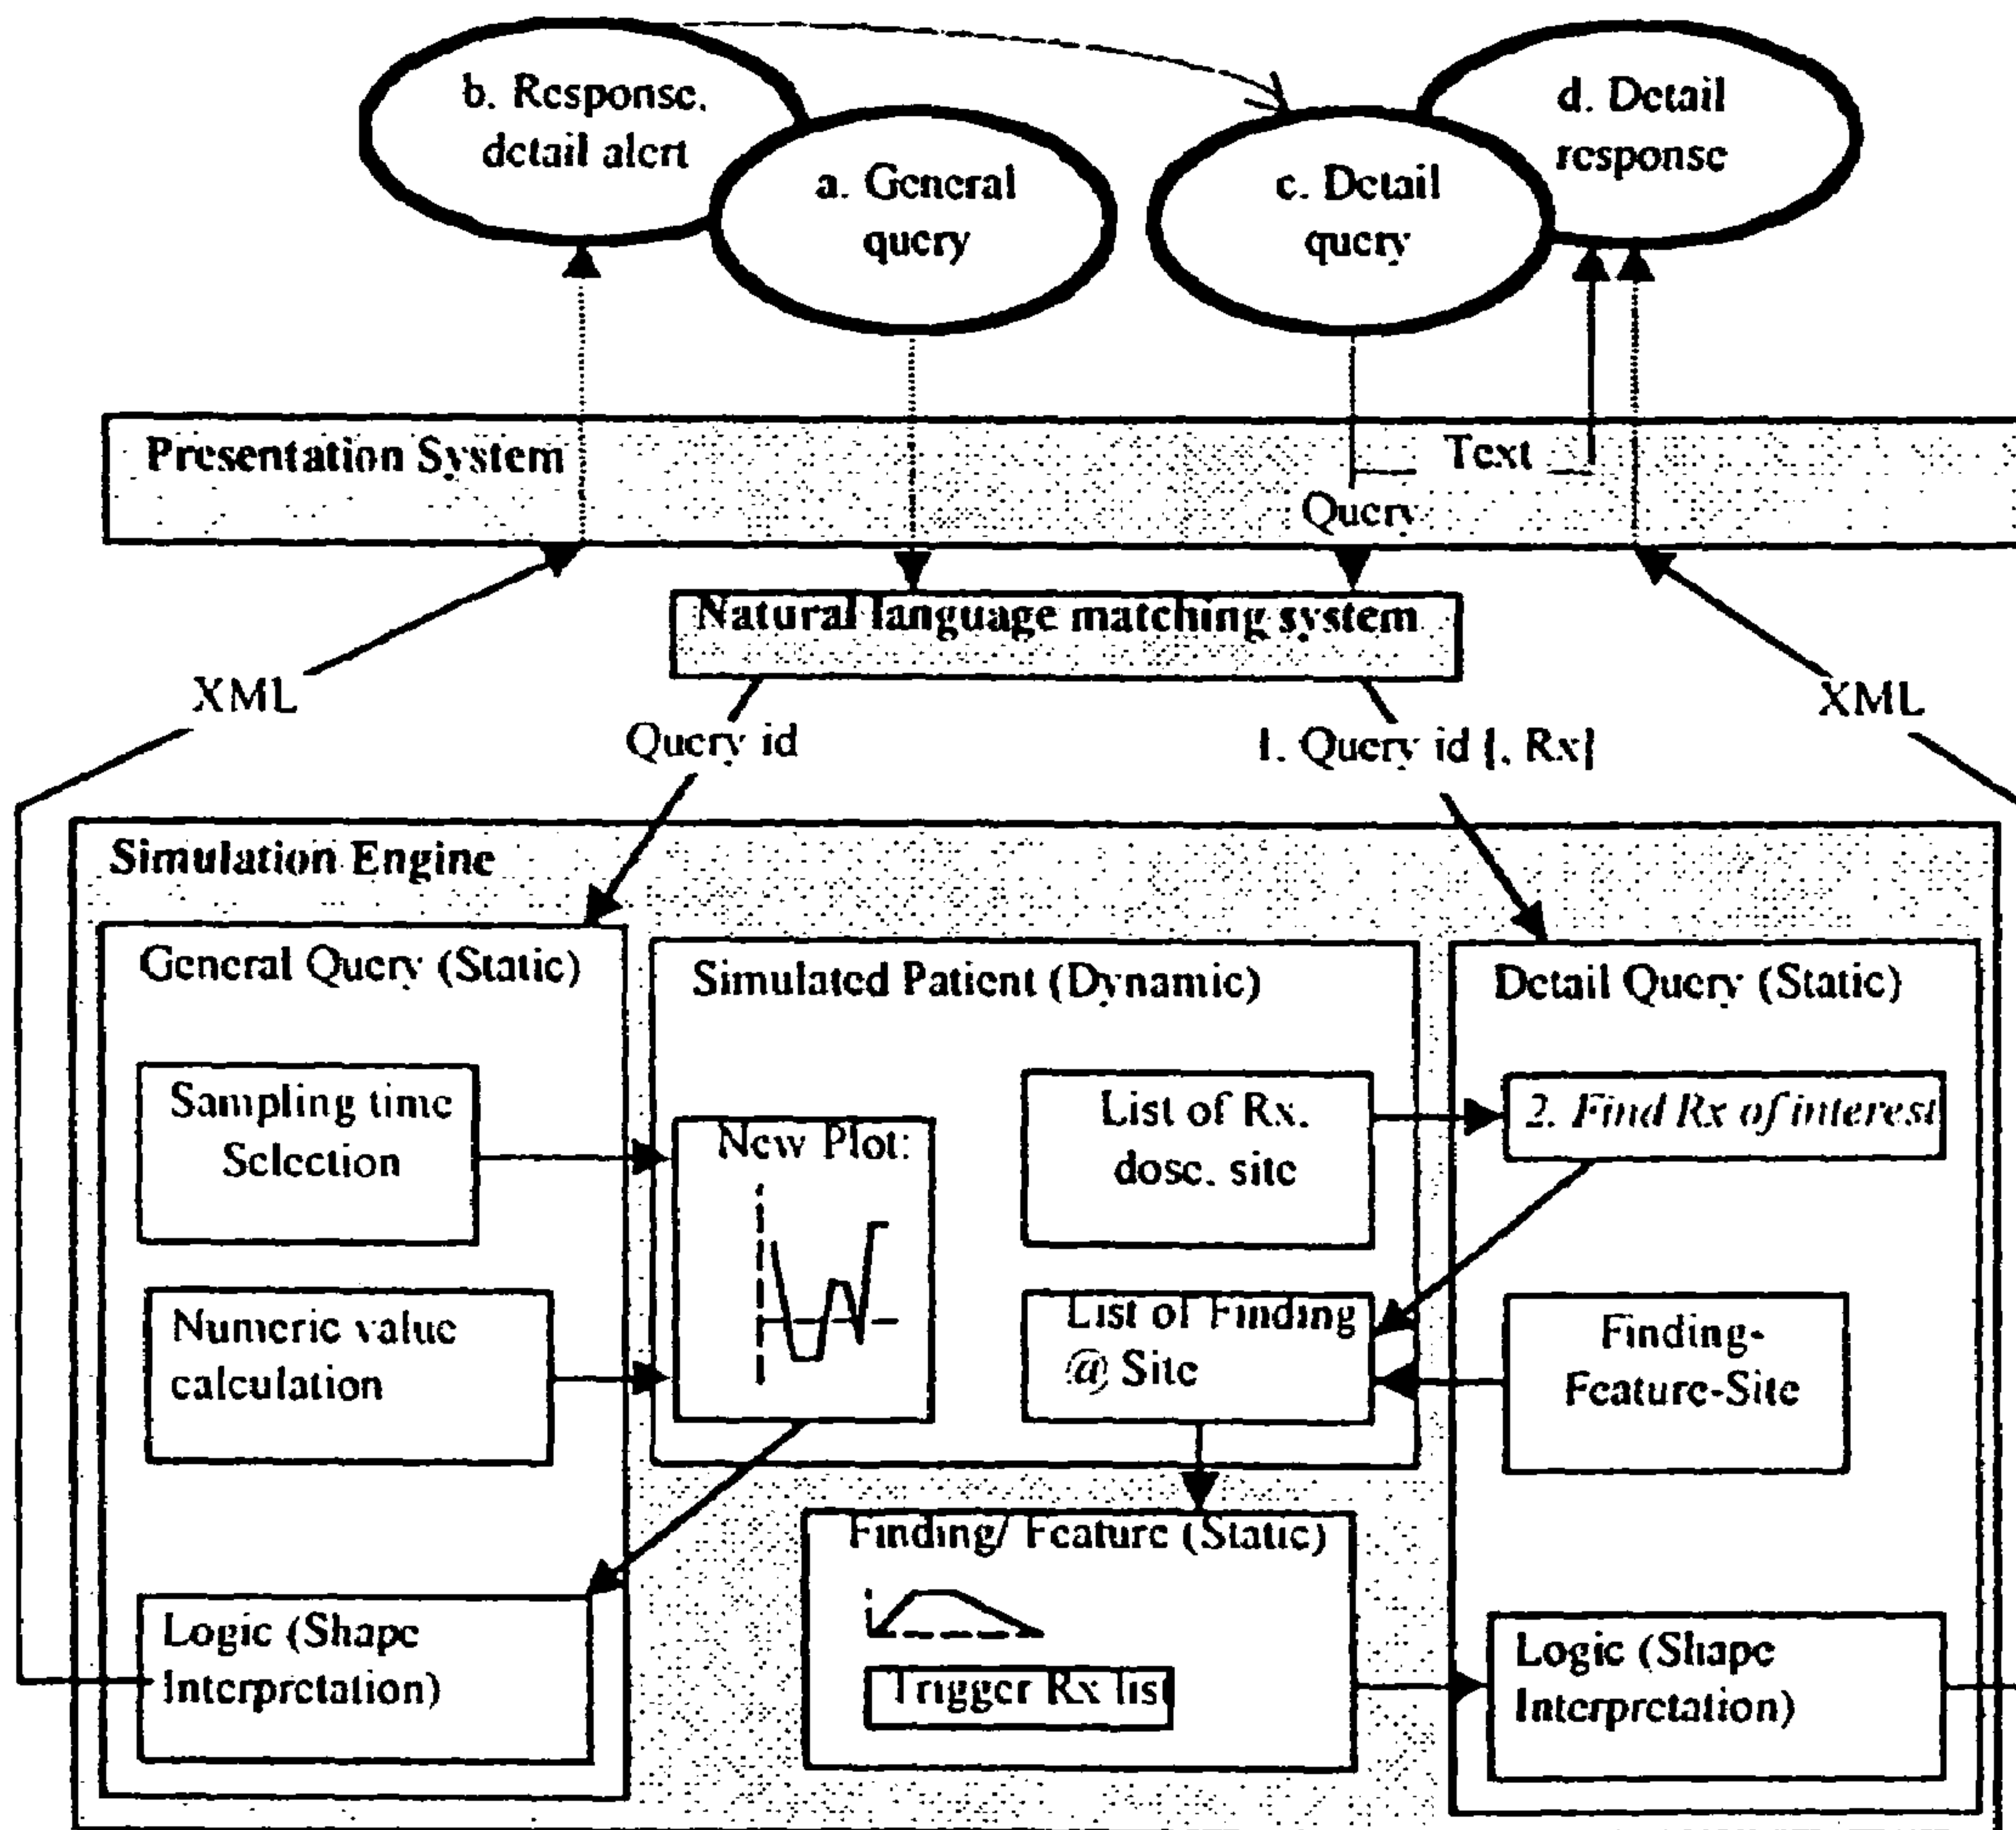 b. Response,
detail alert
a. General
query
c. Detail
query
d. Detail
response
Presentation System
Text
Query
Natural language matching system
XML
Query id
1. Query id [, Rx]
XML
Simulation Engine
General Query (Static)
Sampling time
Selection
Numeric value
calculation
Logic (Shape
Interpretation)
Simulated Patient (Dynamic)
New Plot:
List of Rx,
dose, site
List of Finding
@ Site
Finding/ Feature (Static)
Trigger Rx list
Detail Query (Static)
2. Find Rx of interest
Finding-
Feature-Site
Logic (Shape
Interpretation)